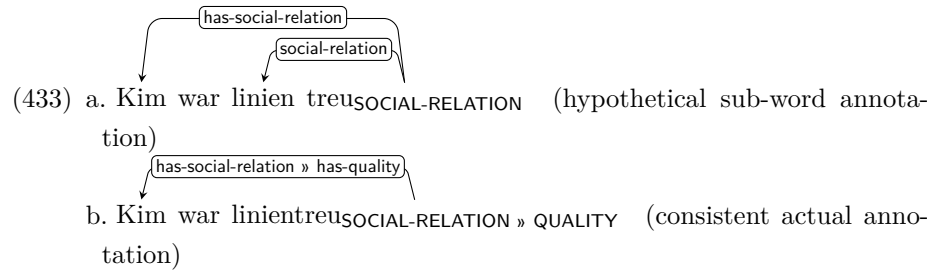 has-social-relation
social-relation
(433) a. Kim war linien treuSOCIAL-RELATION (hypothetical sub-word annota-
tion)
has-social-relation » has-quality
b. Kim war linientreuSOCIAL-RELATION » QUALITY (consistent actual anno-
tation)